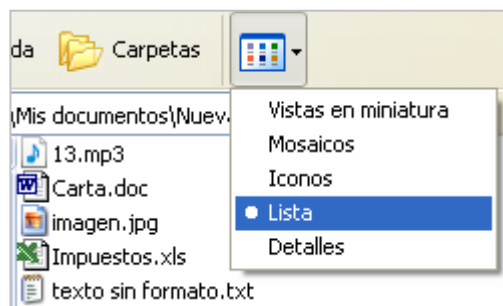 da Carpetas
\Mis documentos\Nuev
Vistas en miniatura
Mosaicos
Iconos
Lista
Detalles
13.mp3
Carta.doc
imagen.jpg
Impuestos.xls
texto sin formato.txt